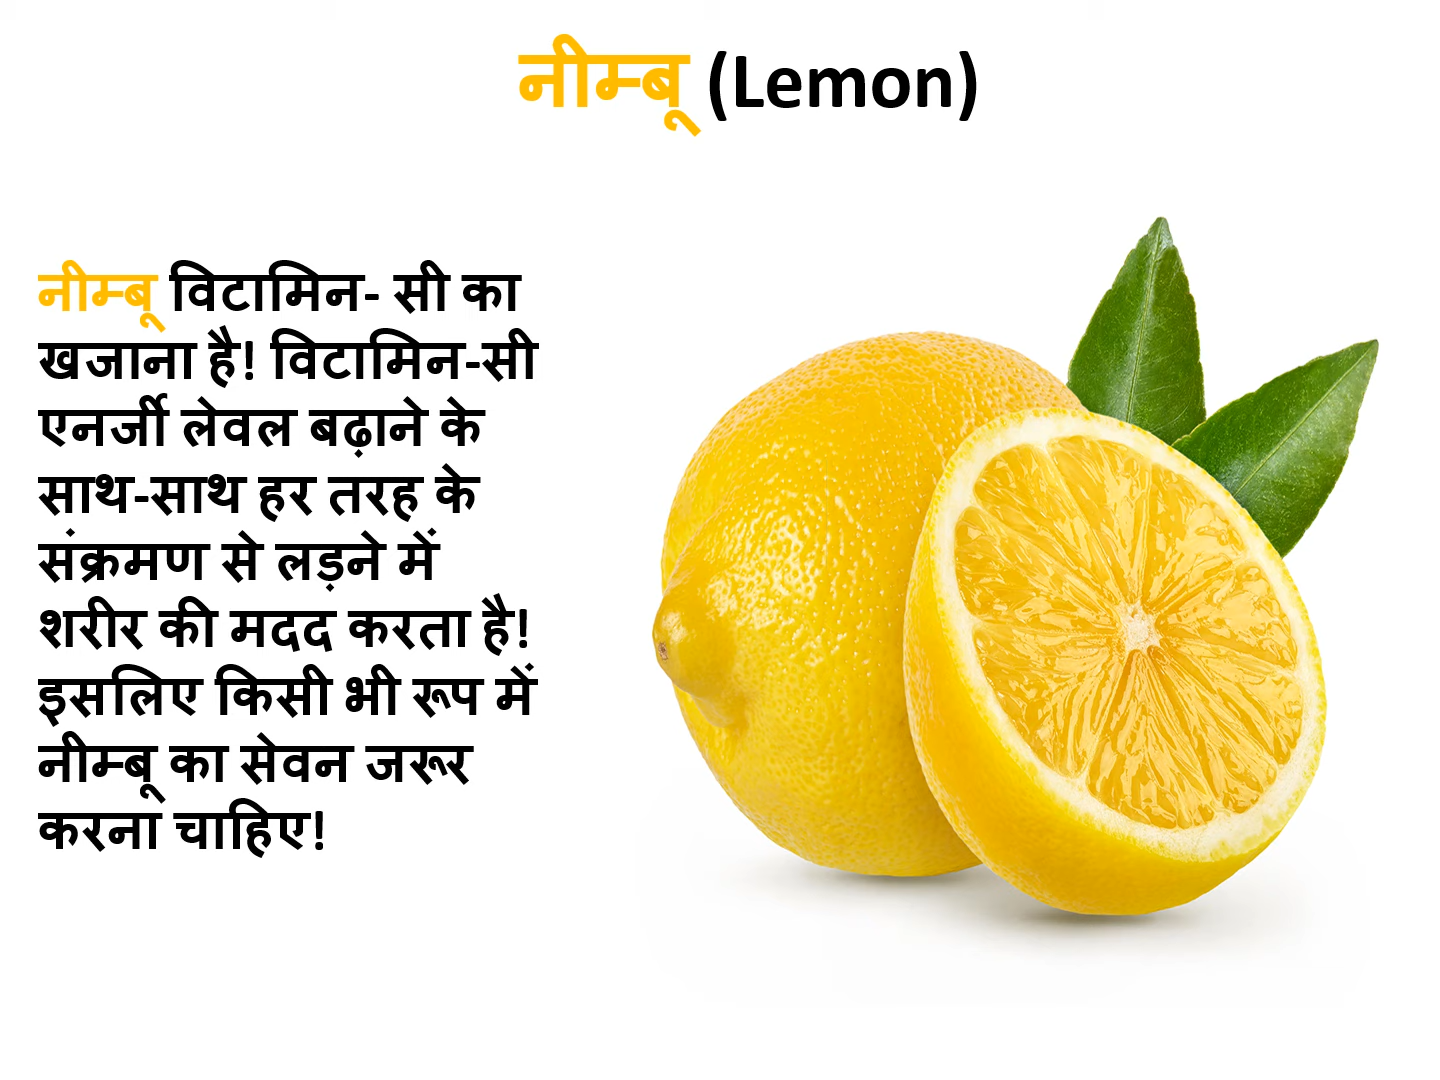 नीम्बू (Lemon)
नीम्बू विटामिन- सी का
खजाना है! विटामिन-सी
एनर्जी लेवल बढ़ाने के
साथ-साथ हर तरह के
संक्रमण से लड़ने में
शरीर की मदद करता है!
इसलिए किसी भी रूप में
नीम्बू का सेवन जरूर
करना चाहिए!